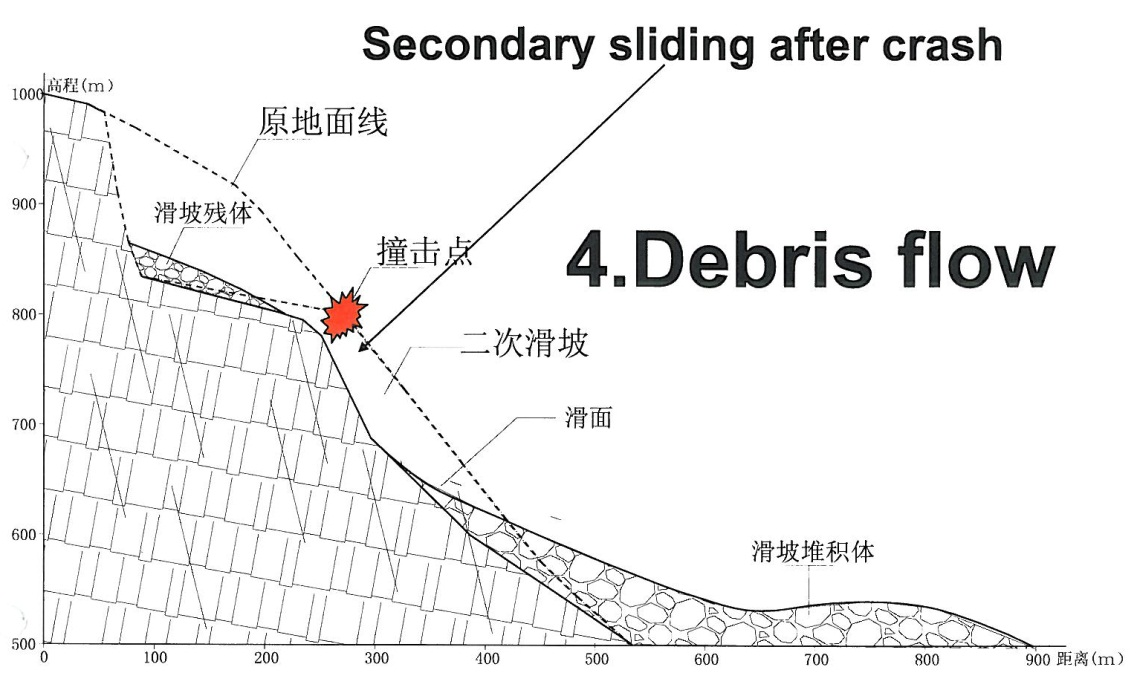 Secondary sliding after crash
高程(m)
1000
原地面线
900
滑坡残体
撞击点
4.Debris flow
800
二次滑坡
700
滑面
600
滑坡堆积体
500
0 100 200 300 400 500 600 700 800 900 距离(m)